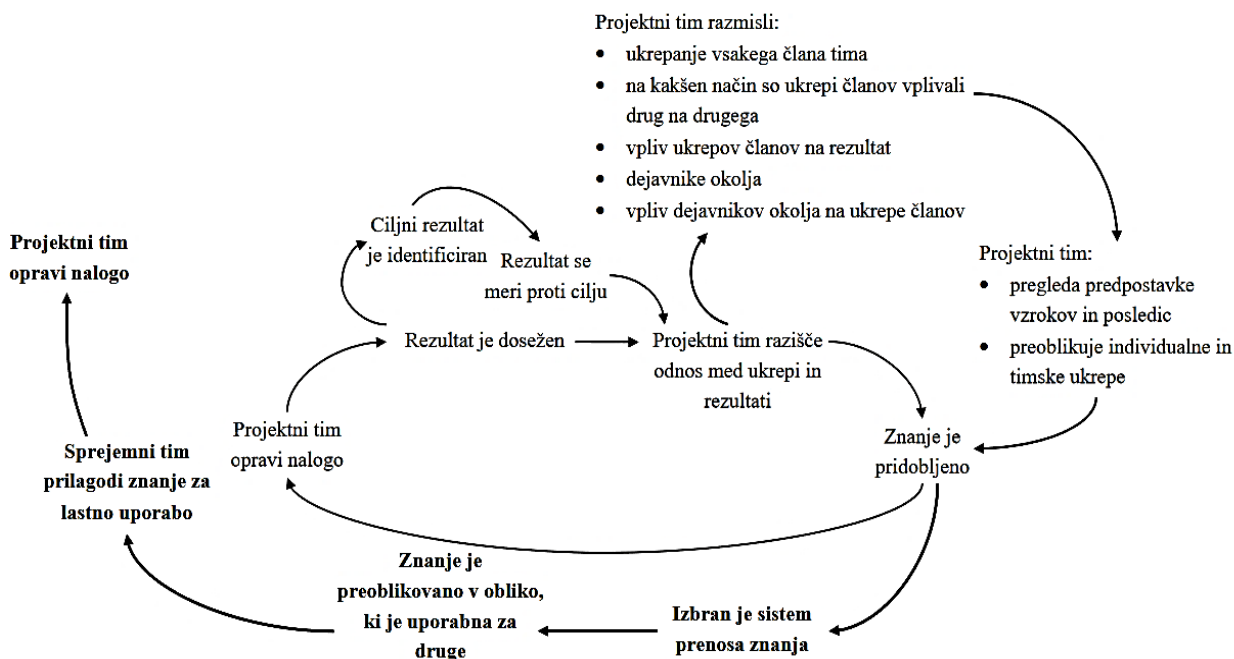 Projektni tim razmisli:
• ukrepanje vsakega člana tima
• na kakšen način so ukrepi članov vplivali
drug na drugega
• vpliv ukrepov članov na rezultat
• dejavnike okolja
• vpliv dejavnikov okolja na ukrepe članov
Ciljni rezultat
je identificiran
Rezultat se
meri proti cilju
Projektni tim
opravi nalogo
Projektni tim:
• pregleda predpostavke
vzrokov in posledic
• preoblikuje individualne in
timske ukrepe
Rezultat je dosežen
Projektni tim razišče
odnos med ukrepi in
rezultati
Projektni tim
opravi nalogo
Znanje je
pridobljeno
Sprejemni tim
prilagodi znanje za
lastno uporabo
Znanje je
preoblikovano v obliko,
ki je uporabna za
druge
Izbran je sistem
prenosa znanja